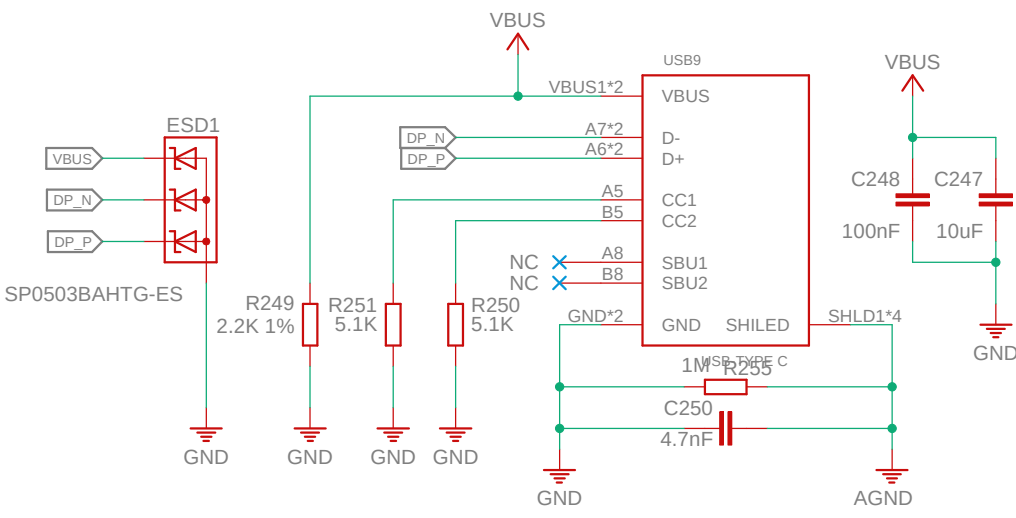 VBUS
USB9
VBUS
VBUS1*2
VBUS
ESD1
DP_N
A7*2
D-
A6*2
D+
DP_P
VBUS
DP_N
DP_P
A5
CC1
B5
CC2
C248
C247
100nF
10uF
NC
A8
SBU1
NC
B8
SBU2
SP0503BAHTG-ES
R249
2.2K 1%
R251
5.1K
R250
5.1K
GND*2
GND
SHILED
SHLD1*4
GND
USB TYPE C
1M
R255
C250
4.7nF
GND
GND
GND
GND
GND
AGND